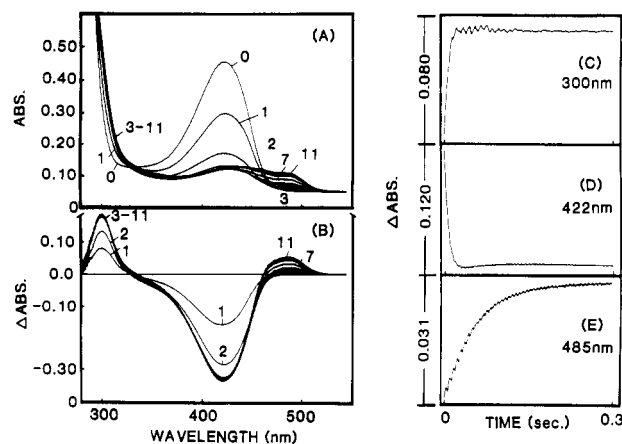 (A)
0.50
0.40
0.30
0.20
0.10
0
ABS.
0
1
2
3-11
1
0
7
11
3
(B)
3-11
2
1
11
7
1
2
0.10
0.0
-0.10
-0.30
0
Δ ABS.
300
400
500
WAVELENGTH (nm)
Δ ABS.
0.080
(C)
300nm
0.120
(D)
422nm
0.031
(E)
485nm
0
TIME (sec.)
0.3